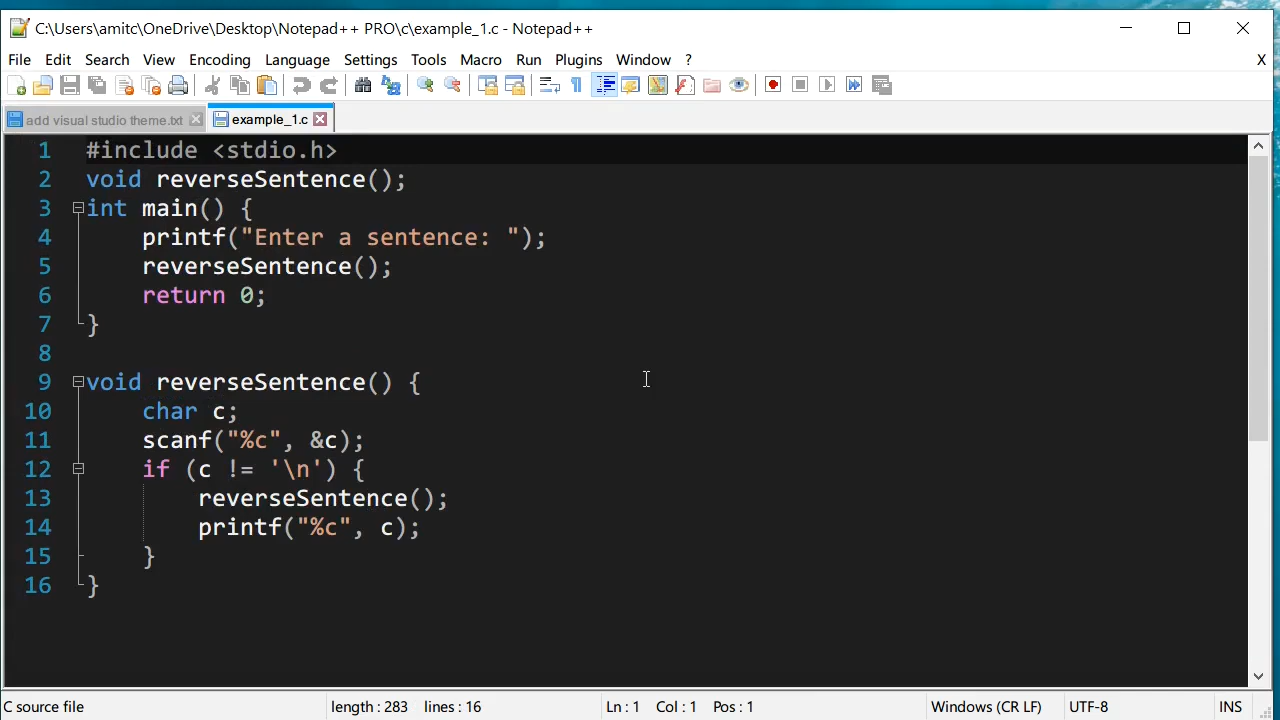 C:\Users\amitc\OneDrive\Desktop\Notepad++ PRO\c\example_1.c - Notepad++
File Edit Search View Encoding Language Settings Tools Macro Run Plugins Window ? X
add visual studio theme.txt example_1.c
1 #include <stdio.h>
2 void reverseSentence();
3 int main() {
4     printf("Enter a sentence: ");
5     reverseSentence();
6     return 0;
7 }
8
9 void reverseSentence() {
10     char c;
11     scanf("%c", &c);
12     if (c != '\n') {
13         reverseSentence();
14         printf("%c", c);
15     }
16 }
C source file length : 283 lines : 16 Ln : 1 Col : 1 Pos : 1 Windows (CR LF) UTF-8 INS